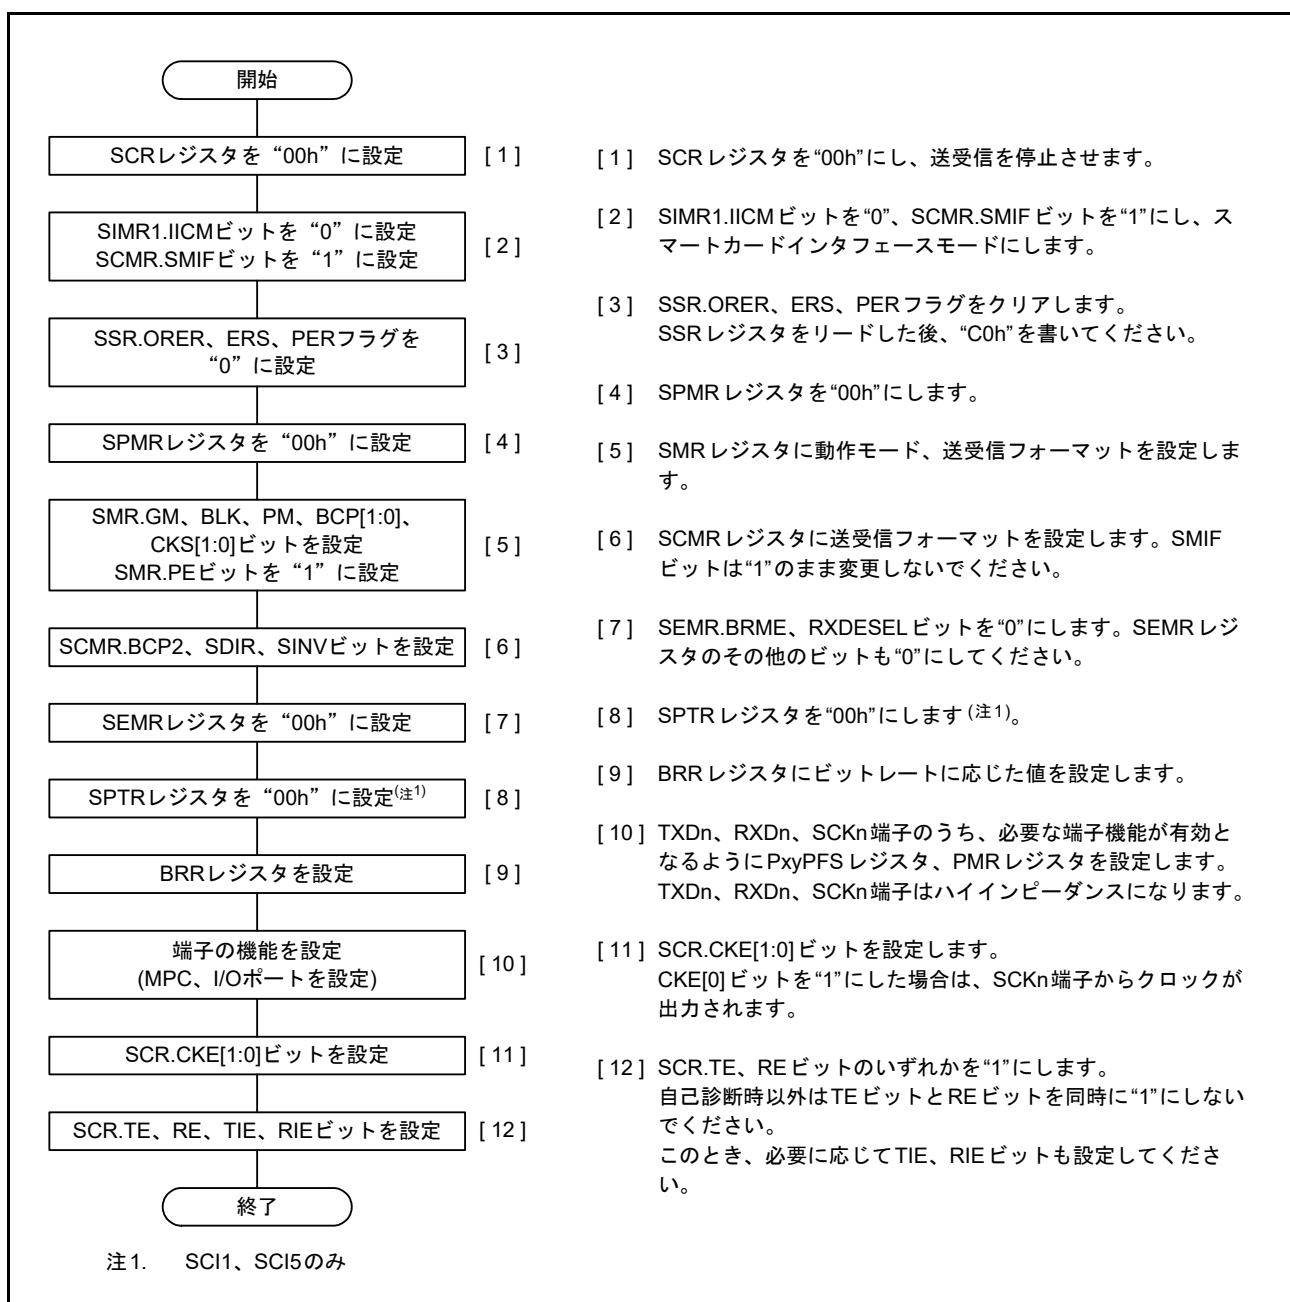 開始
SCRレジスタを“00h”に設定 [ 1 ]
SIMR1.IICMビットを“0”に設定
SCMR.SMIFビットを“1”に設定 [ 2 ]
SSR.ORER、ERS、PERフラグを
“0”に設定 [ 3 ]
SPMRレジスタを“00h”に設定 [ 4 ]
SMR.GM、BLK、PM、BCP[1:0]、
CKS[1:0]ビットを設定 [ 5 ]
SMR.PEビットを“1”に設定
SCMR.BCP2、SDIR、SINVビットを設定 [ 6 ]
SEMRレジスタを“00h”に設定 [ 7 ]
SPTRレジスタを“00h”に設定(注1) [ 8 ]
BRRレジスタを設定 [ 9 ]
端子の機能を設定
(MPC、I/Oポートを設定) [ 10 ]
SCR.CKE[1:0]ビットを設定 [ 11 ]
SCR.TE、RE、TIE、RIEビットを設定 [ 12 ]
終了
注1. SCI1、SCI5のみ
[ 1 ] SCRレジスタを“00h”にし、送受信を停止させます。
[ 2 ] SIMR1.IICMビットを“0”、SCMR.SMIFビットを“1”にし、ス
マートカードインタフェースモードにします。
[ 3 ] SSR.ORER、ERS、PERフラグをクリアします。
SSRレジスタをリードした後、“C0h”を書いてください。
[ 4 ] SPMRレジスタを“00h”にします。
[ 5 ] SMRレジスタに動作モード、送受信フォーマットを設定しま
す。
[ 6 ] SCMRレジスタに送受信フォーマットを設定します。SMIF
ビットは“1”のまま変更しないでください。
[ 7 ] SEMR.BRME、RXDESELビットを“0”にします。SEMRレジ
スタのその他のビットも“0”にしてください。
[ 8 ] SPTRレジスタを“00h”にします(注1)。
[ 9 ] BRRレジスタにビットレートに応じた値を設定します。
[ 10 ] TXDn、RXDn、SCKn端子のうち、必要な端子機能が有効と
なるようにPxyPFSレジスタ、PMRレジスタを設定します。
TXDn、RXDn、SCKn端子はハイインピーダンスになります。
[ 11 ] SCR.CKE[1:0]ビットを設定します。
CKE[0]ビットを“1”にした場合は、SCKn端子からクロックが
出力されます。
[ 12 ] SCR.TE、REビットのいずれかを“1”にします。
自己診断時以外はTEビットとREビットを同時に“1”にしない
でください。
このとき、必要に応じてTIE、RIEビットも設定してくださ
い。